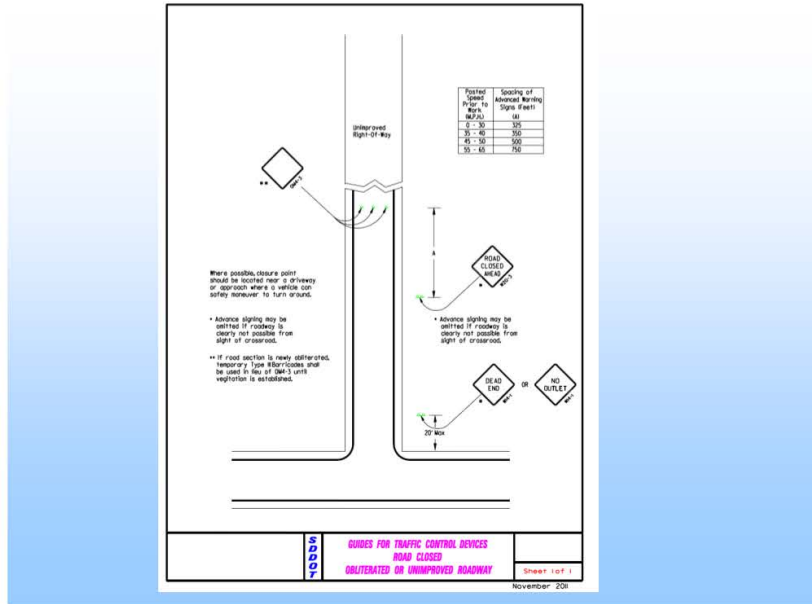 Posted
Speed
Prior to
Work
(M.P.H.)
Spacing of
Advanced Warning
Signs (Feet)
(A)
0 - 30 325
35 - 40 350
45 - 50 500
55 - 65 750
Unimproved
Right-Of-Way
**
OM4-3
A
ROAD
CLOSED
AHEAD
*
W20-3
Where possible, closure point
should be located near a driveway
or approach where a vehicle can
safely maneuver to turn around.
* Advance signing may be
omitted if roadway is
clearly not possible from
sight of crossroad.
* Advance signing may be
omitted if roadway is
clearly not possible from
sight of crossroad.
** If road section is newly obliterated,
temporary Type III Barricades shall
be used in lieu of OM4-3 until
vegitation is established.
DEAD
END
*
W14-1
OR
NO
OUTLET
20' Max
SDDOT
GUIDES FOR TRAFFIC CONTROL DEVICES
ROAD CLOSED
OBLITERATED OR UNIMPROVED ROADWAY
Sheet 1 of 1
November 2011